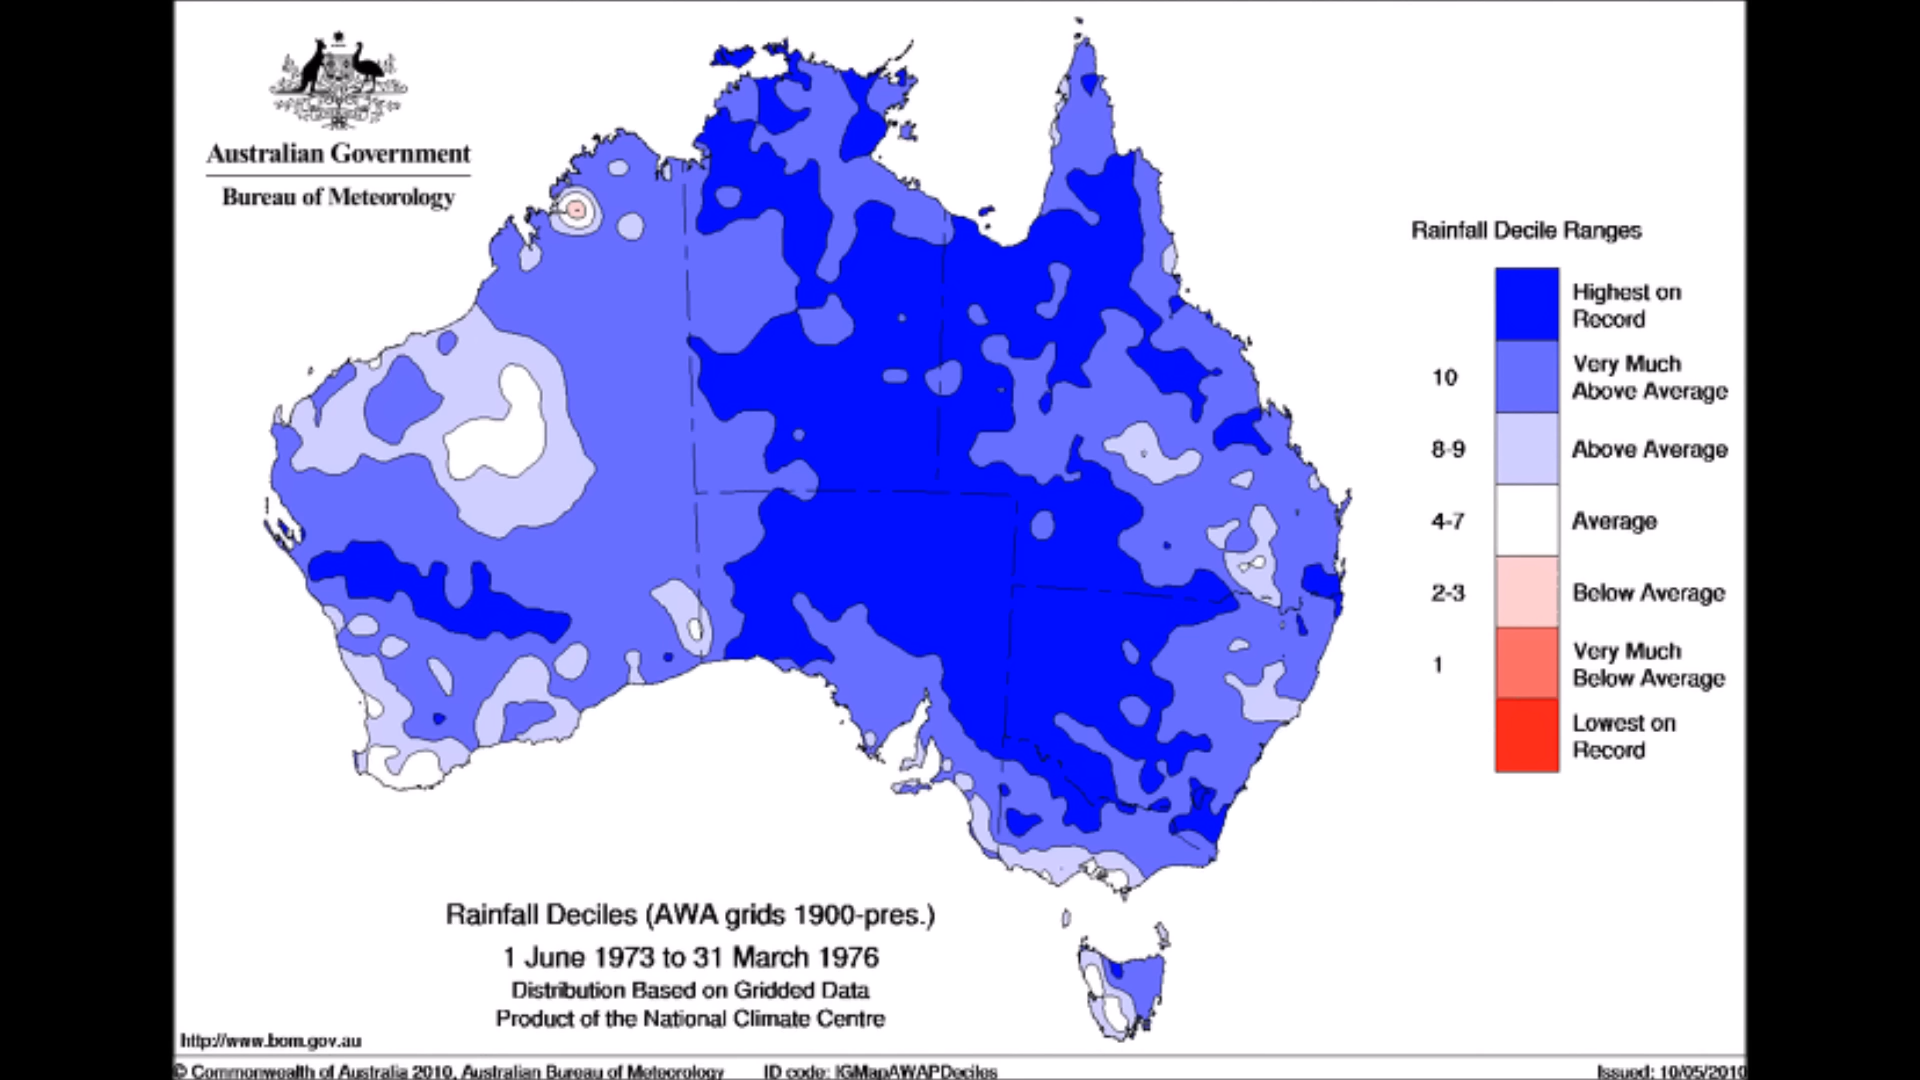 Australian Government
Bureau of Meteorology
Rainfall Decile Ranges
Highest on
Record
10
Very Much
Above Average
8-9
Above Average
4-7
Average
2-3
Below Average
1
Very Much
Below Average
Lowest on
Record
Rainfall Deciles (AWA grids 1900-pres.)
1 June 1973 to 31 March 1976
Distribution Based on Gridded Data
Product of the National Climate Centre
http://www.bom.gov.au
© Commonwealth of Australia 2010, Australian Bureau of Meteorology
ID code: IGMapAWAPDeciles
Issued: 10/05/2010